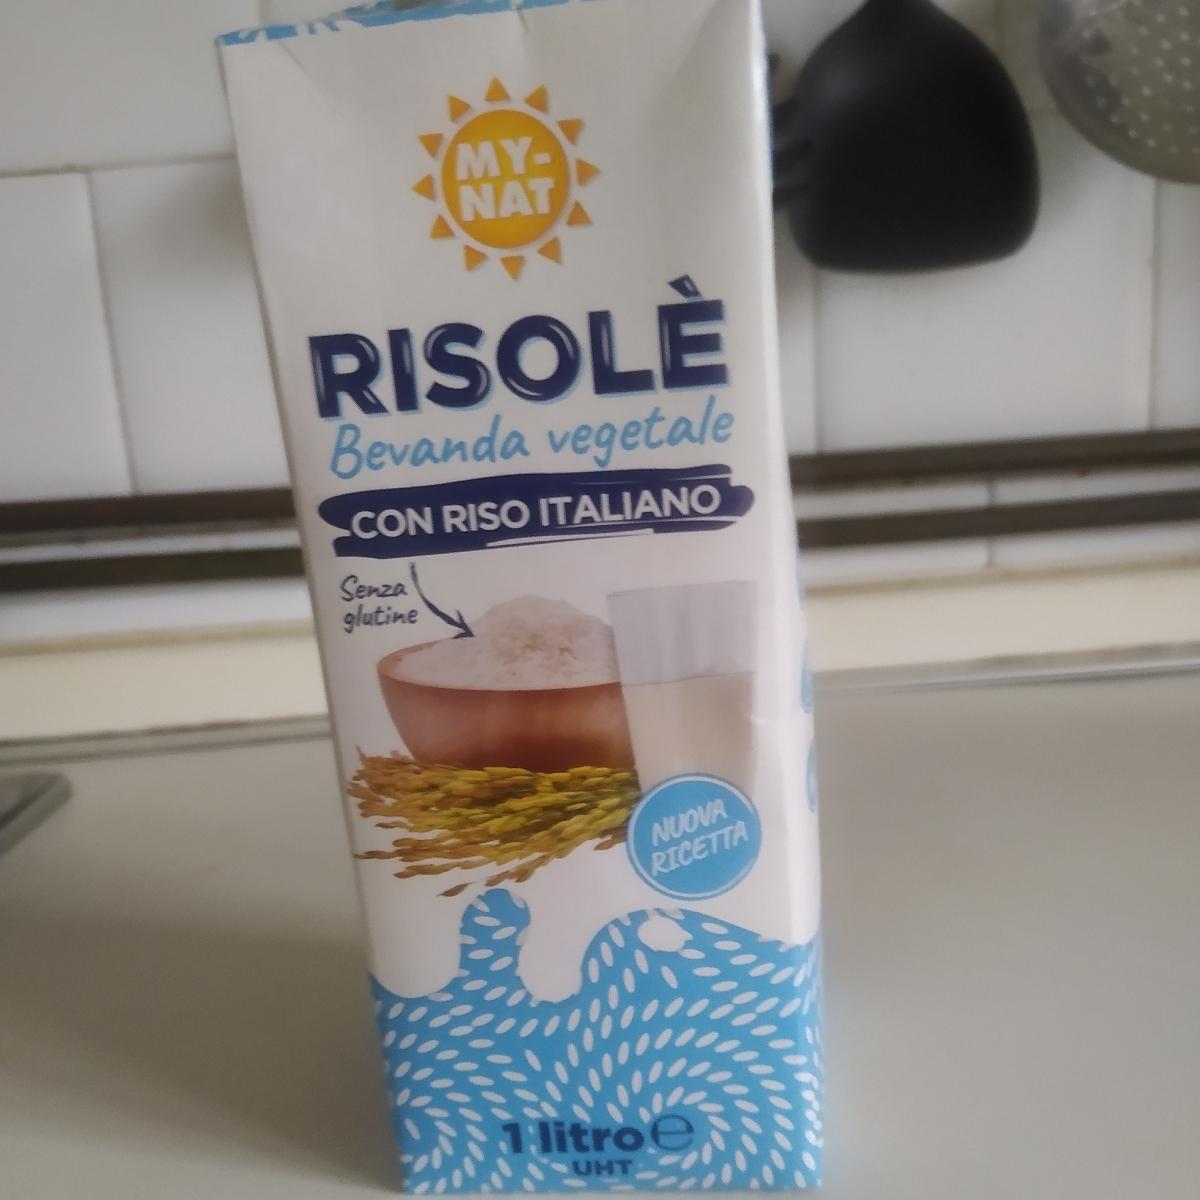 MY-
NAT
RISOLÈ
Bevanda vegetale
CON RISO ITALIANO
Senza
glutine
NUOVA
RICETTA
1 litro ℮
UHT